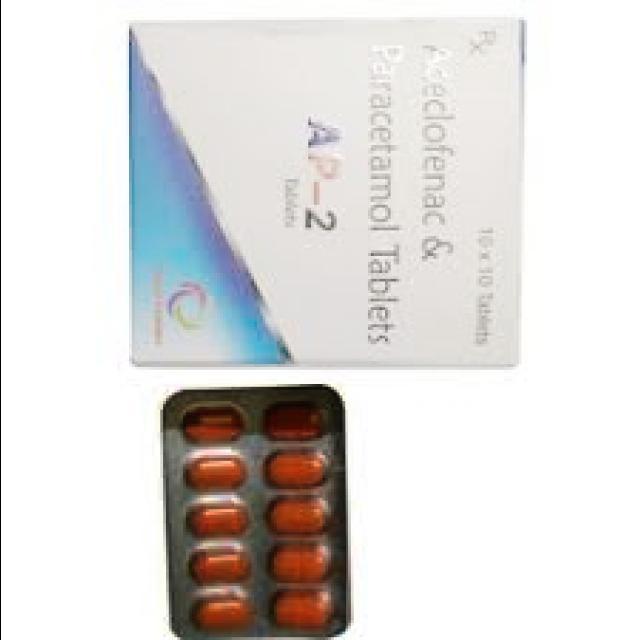 Rx
10 x 10 Tablets
Aceclofenac &
Paracetamol Tablets
AP-2
Tablets